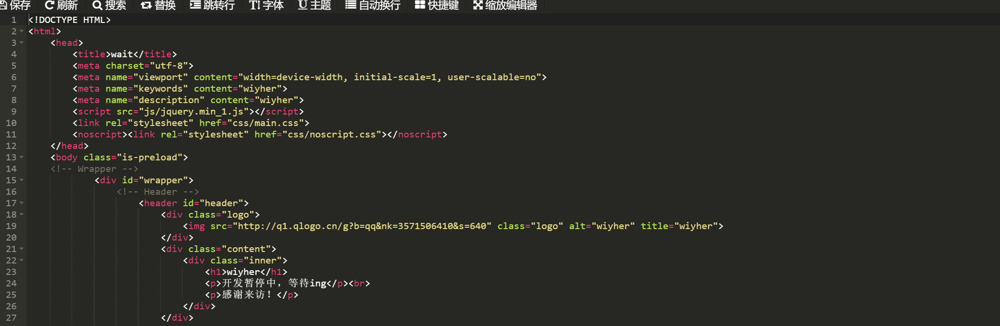 保存 刷新 搜索 替换 跳转行 字体 主题 自动换行 快捷键 缩放编辑器
1 <!DOCTYPE HTML>
2 <html>
3 <head>
4 <title>wait</title>
5 <meta charset="utf-8">
6 <meta name="viewport" content="width=device-width, initial-scale=1, user-scalable=no">
7 <meta name="keywords" content="wiyher">
8 <meta name="description" content="wiyher">
9 <script src="js/jquery.min_1.js"></script>
10 <link rel="stylesheet" href="css/main.css">
11 <noscript><link rel="stylesheet" href="css/noscript.css"></noscript>
12 </head>
13 <body class="is-preload">
14 <!-- Wrapper -->
15 <div id="wrapper">
16 <!-- Header -->
17 <header id="header">
18 <div class="logo">
19 <img src="http://q1.qlogo.cn/g?b=qq&nk=3571506410&s=640" class="logo" alt="wiyher" title="wiyher">
20 </div>
21 <div class="content">
22 <div class="inner">
23 <h1>wiyher</h1>
24 <p>开发暂停中，等待ing</p><br>
25 <p>感谢来访！</p>
26 </div>
27 </div>